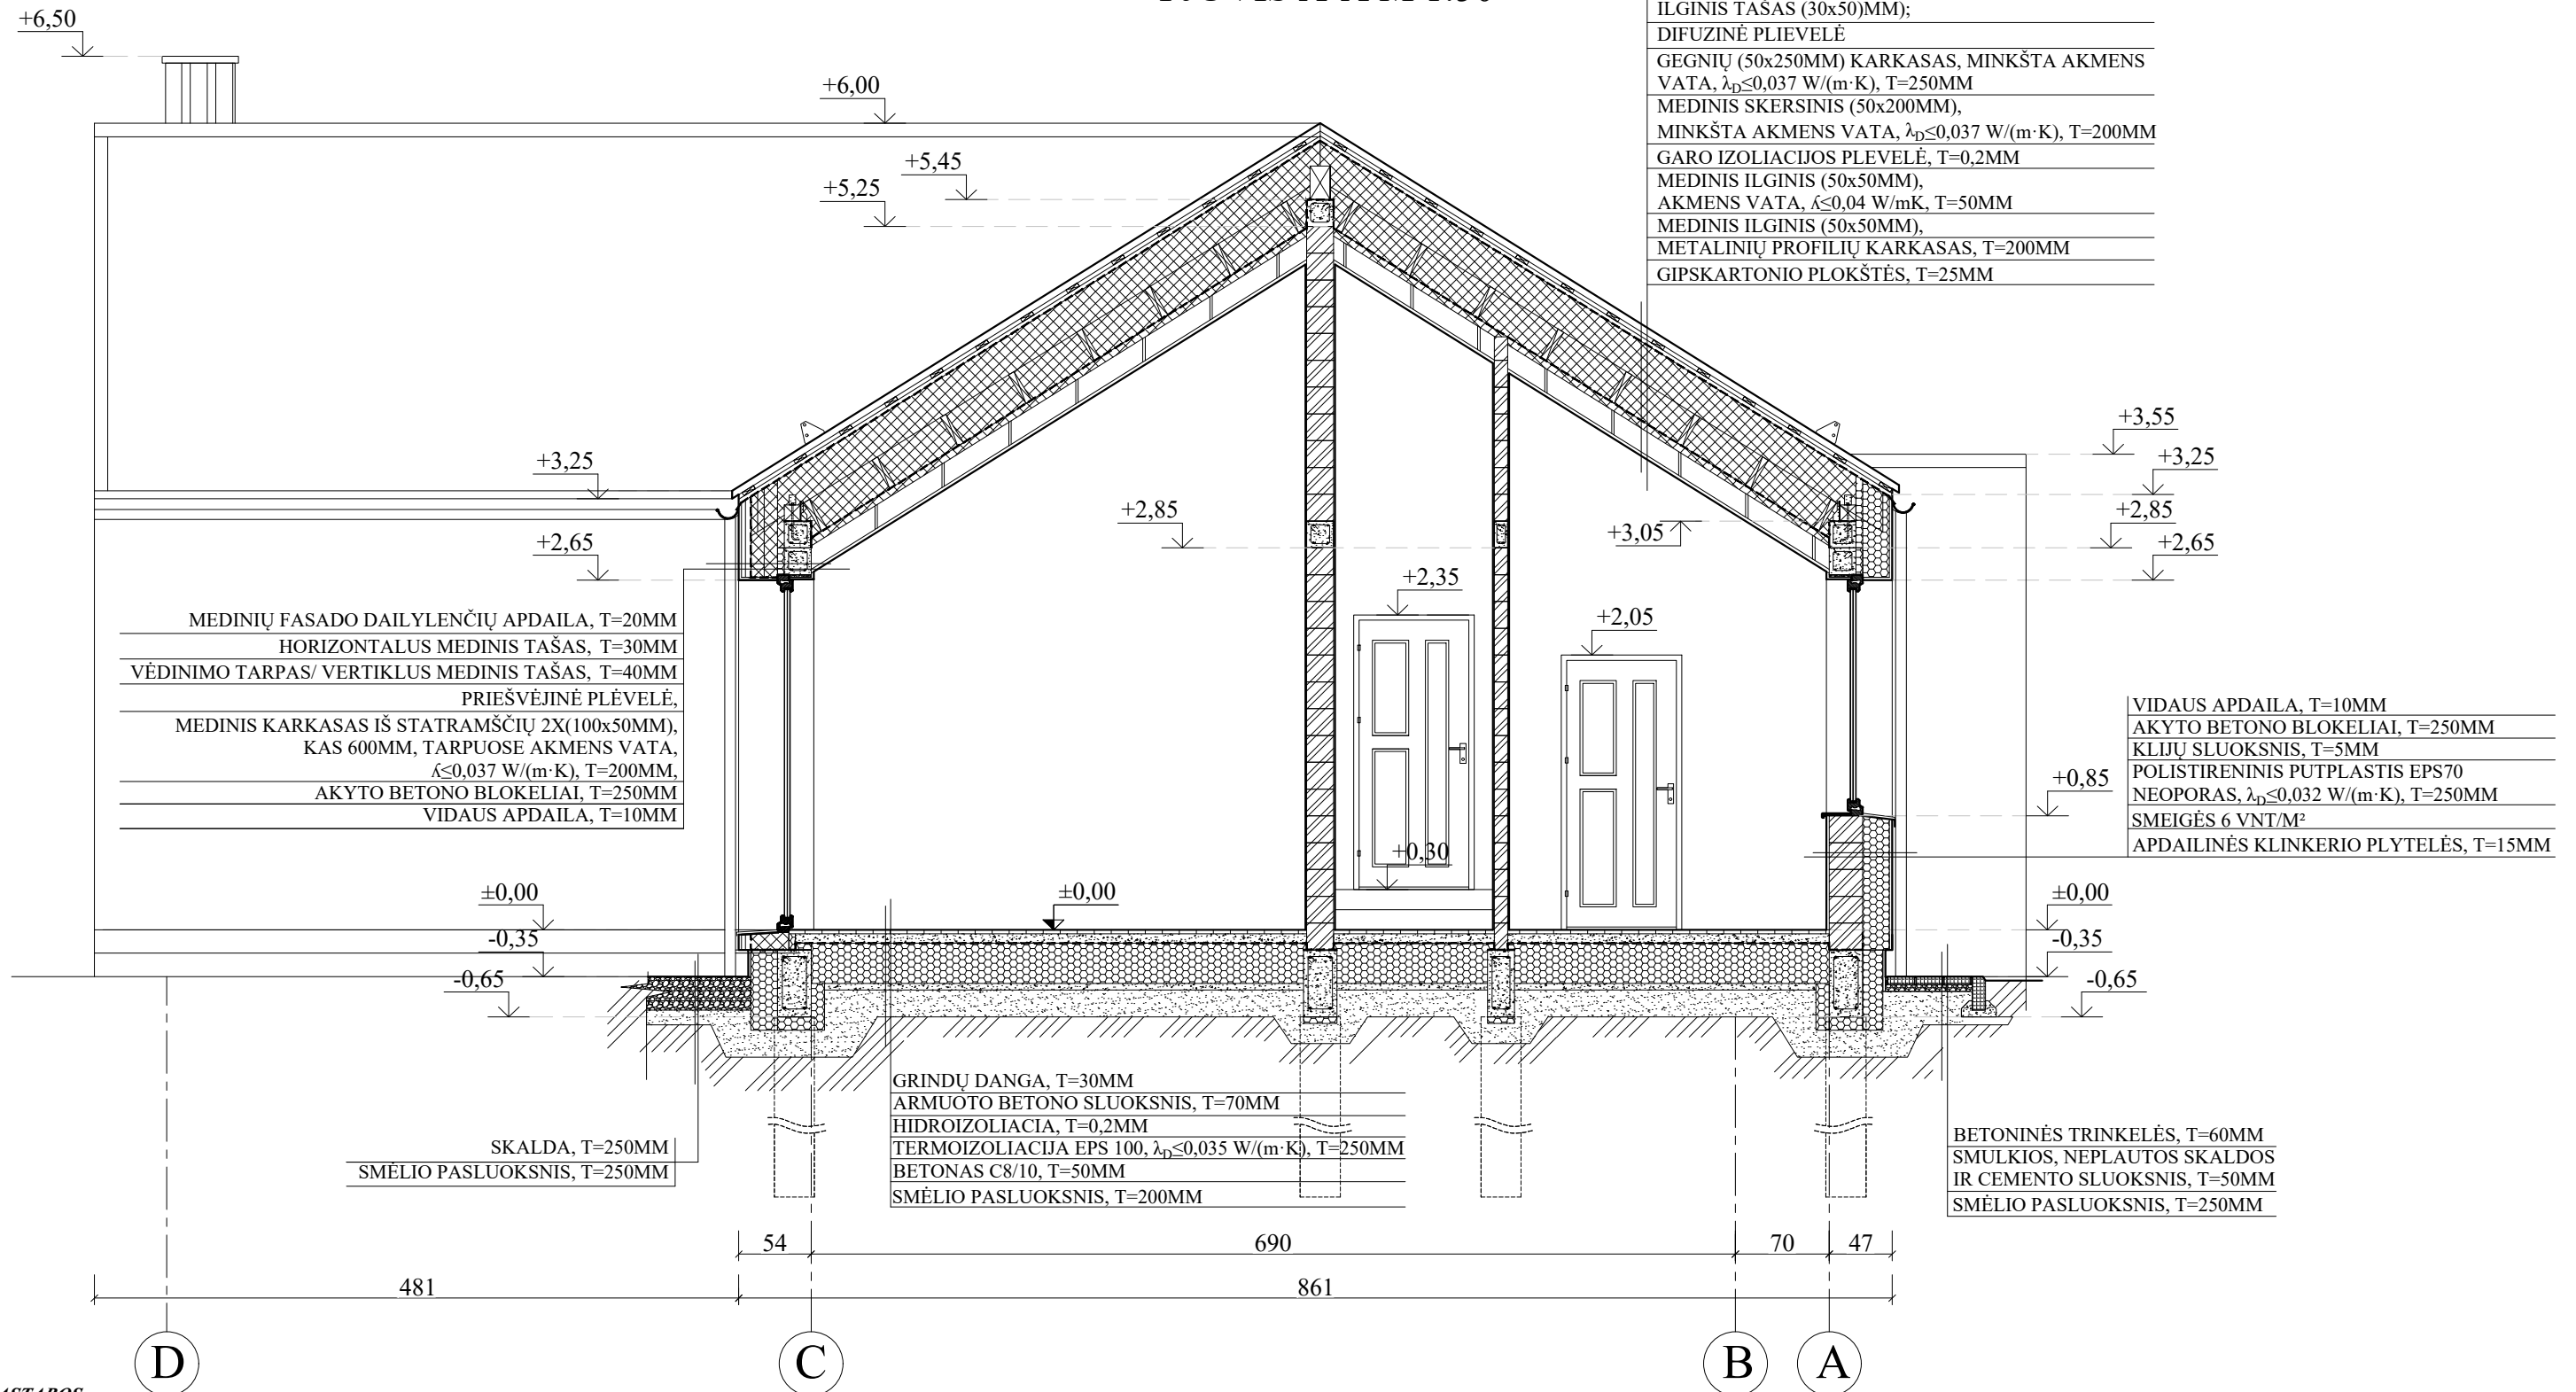 ILGINIS TAŠAS (30x50)MM);
DIFUZINĖ PLIEVELĖ
GEGNIŲ (50x250MM) KARKASAS, MINKŠTA AKMENS
VATA, λD≤0,037 W/(m·K), T=250MM
MEDINIS SKERSINIS (50x200MM),
MINKŠTA AKMENS VATA, λD≤0,037 W/(m·K), T=200MM
GARO IZOLIACIJOS PLEVELĖ, T=0,2MM
MEDINIS ILGINIS (50x50MM),
AKMENS VATA, ʎ≤0,04 W/mK, T=50MM
MEDINIS ILGINIS (50x50MM),
METALINIŲ PROFILIŲ KARKASAS, T=200MM
GIPSKARTONIO PLOKŠTĖS, T=25MM
+6,50
+6,00
+5,45
+5,25
+3,25
+2,65
+2,85
+3,05
+2,35
+2,05
+0,30
+3,55
+3,25
+2,85
+2,65
+0,85
±0,00
-0,35
-0,65
±0,00
±0,00
-0,35
-0,65
MEDINIŲ FASADO DAILYLENČIŲ APDAILA, T=20MM
HORIZONTALUS MEDINIS TAŠAS, T=30MM
VĖDINIMO TARPAS/ VERTIKLUS MEDINIS TAŠAS, T=40MM
PRIEŠVĖJINĖ PLĖVELĖ,
MEDINIS KARKASAS IŠ STATRAMŠČIŲ 2X(100x50MM),
KAS 600MM, TARPUOSE AKMENS VATA,
ʎ≤0,037 W/(m·K), T=200MM,
AKYTO BETONO BLOKELIAI, T=250MM
VIDAUS APDAILA, T=10MM
VIDAUS APDAILA, T=10MM
AKYTO BETONO BLOKELIAI, T=250MM
KLIJŲ SLUOKSNIS, T=5MM
POLISTIRENINIS PUTPLASTIS EPS70
NEOPORAS, λD≤0,032 W/(m·K), T=250MM
SMEIGĖS 6 VNT/M²
APDAILINĖS KLINKERIO PLYTELĖS, T=15MM
GRINDŲ DANGA, T=30MM
ARMUOTO BETONO SLUOKSNIS, T=70MM
HIDROIZOLIACIA, T=0,2MM
TERMOIZOLIACIJA EPS 100, λD≤0,035 W/(m·K), T=250MM
BETONAS C8/10, T=50MM
SMĖLIO PASLUOKSNIS, T=200MM
SKALDA, T=250MM
SMĖLIO PASLUOKSNIS, T=250MM
BETONINĖS TRINKELĖS, T=60MM
SMULKIOS, NEPLAUTOS SKALDOS
IR CEMENTO SLUOKSNIS, T=50MM
SMĖLIO PASLUOKSNIS, T=250MM
54 690 70 47
481 861
D C B A